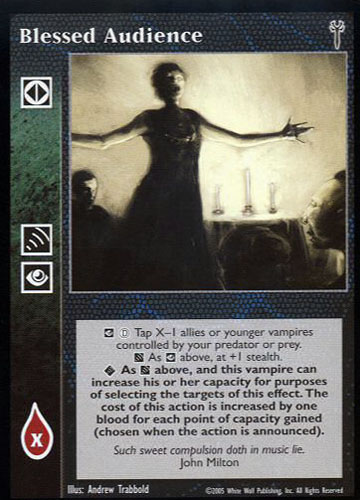 Blessed Audience
D Tap X–1 allies or younger vampires
controlled by your predator or prey.
As above, at +1 stealth.
As above, and this vampire can
increase his or her capacity for purposes
of selecting the targets of this effect. The
cost of this action is increased by one
blood for each point of capacity gained
(chosen when the action is announced).
Such sweet compulsion doth in music lie.
John Milton
X
Illus: Andrew Trabbold
©2005 White Wolf Publishing, Inc. All Rights Reserved